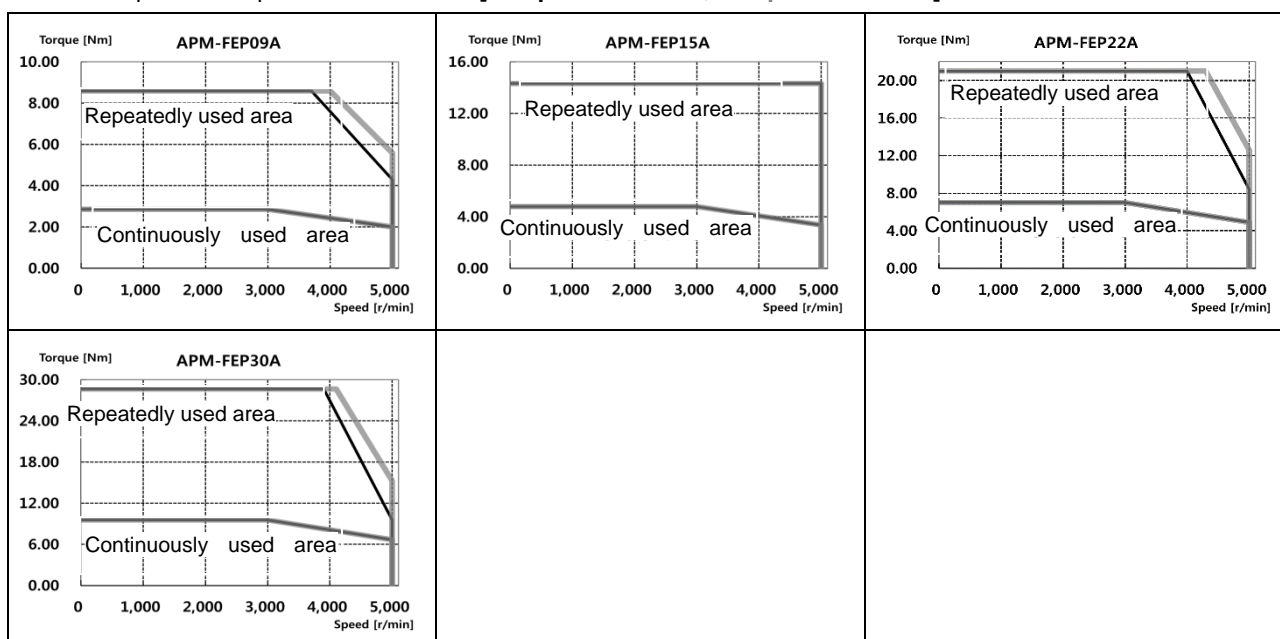 Torque [Nm] APM-FEP09A
10.00
8.00
Repeatedly used area
6.00
4.00
2.00
Continuously used area
0.00
0 1,000 2,000 3,000 4,000 5,000
Speed [r/min]
Torque [Nm] APM-FEP15A
16.00
12.00
Repeatedly used area
8.00
4.00
Continuously used area
0.00
0 1,000 2,000 3,000 4,000 5,000
Speed [r/min]
Torque [Nm] APM-FEP22A
20.00
Repeatedly used area
16.00
12.00
8.00
4.00
Continuously used area
0.00
0 1,000 2,000 3,000 4,000 5,000
Speed [r/min]
Torque [Nm] APM-FEP30A
30.00
Repeatedly used area
24.00
18.00
12.00
6.00
Continuously used area
0.00
0 1,000 2,000 3,000 4,000 5,000
Speed [r/min]